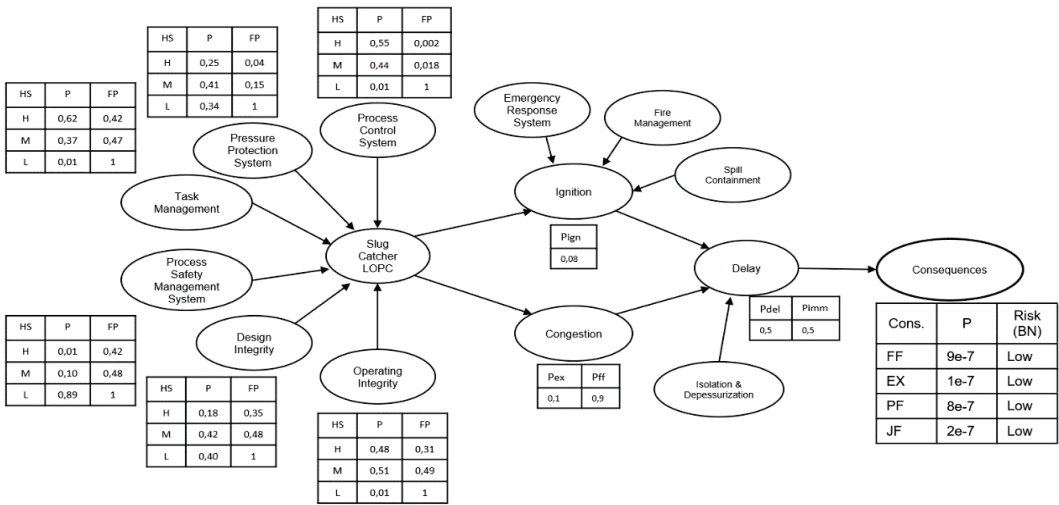 HS P FP
H 0,55 0,002
M 0,44 0,018
L 0,01 1
HS P FP
H 0,25 0,04
M 0,41 0,15
L 0,34 1
HS P FP
H 0,62 0,42
M 0,37 0,47
L 0,01 1
Process
Control
System
Pressure
Protection
System
Task
Management
Process
Safety
Management
System
Design
Integrity
Operating
Integrity
Slug
Catcher
LOPC
HS P FP
H 0,01 0,42
M 0,10 0,48
L 0,89 1
HS P FP
H 0,18 0,35
M 0,42 0,48
L 0,40 1
HS P FP
H 0,48 0,31
M 0,51 0,49
L 0,01 1
Emergency
Response
System
Fire
Management
Spill
Containment
Ignition
Pign
0,08
Congestion
Pex Pff
0,1 0,9
Delay
Pdel PImm
0,5 0,5
Isolation &
Depessurization
Consequences
Cons. P Risk
(BN)
FF 9e-7 Low
EX 1e-7 Low
PF 8e-7 Low
JF 2e-7 Low